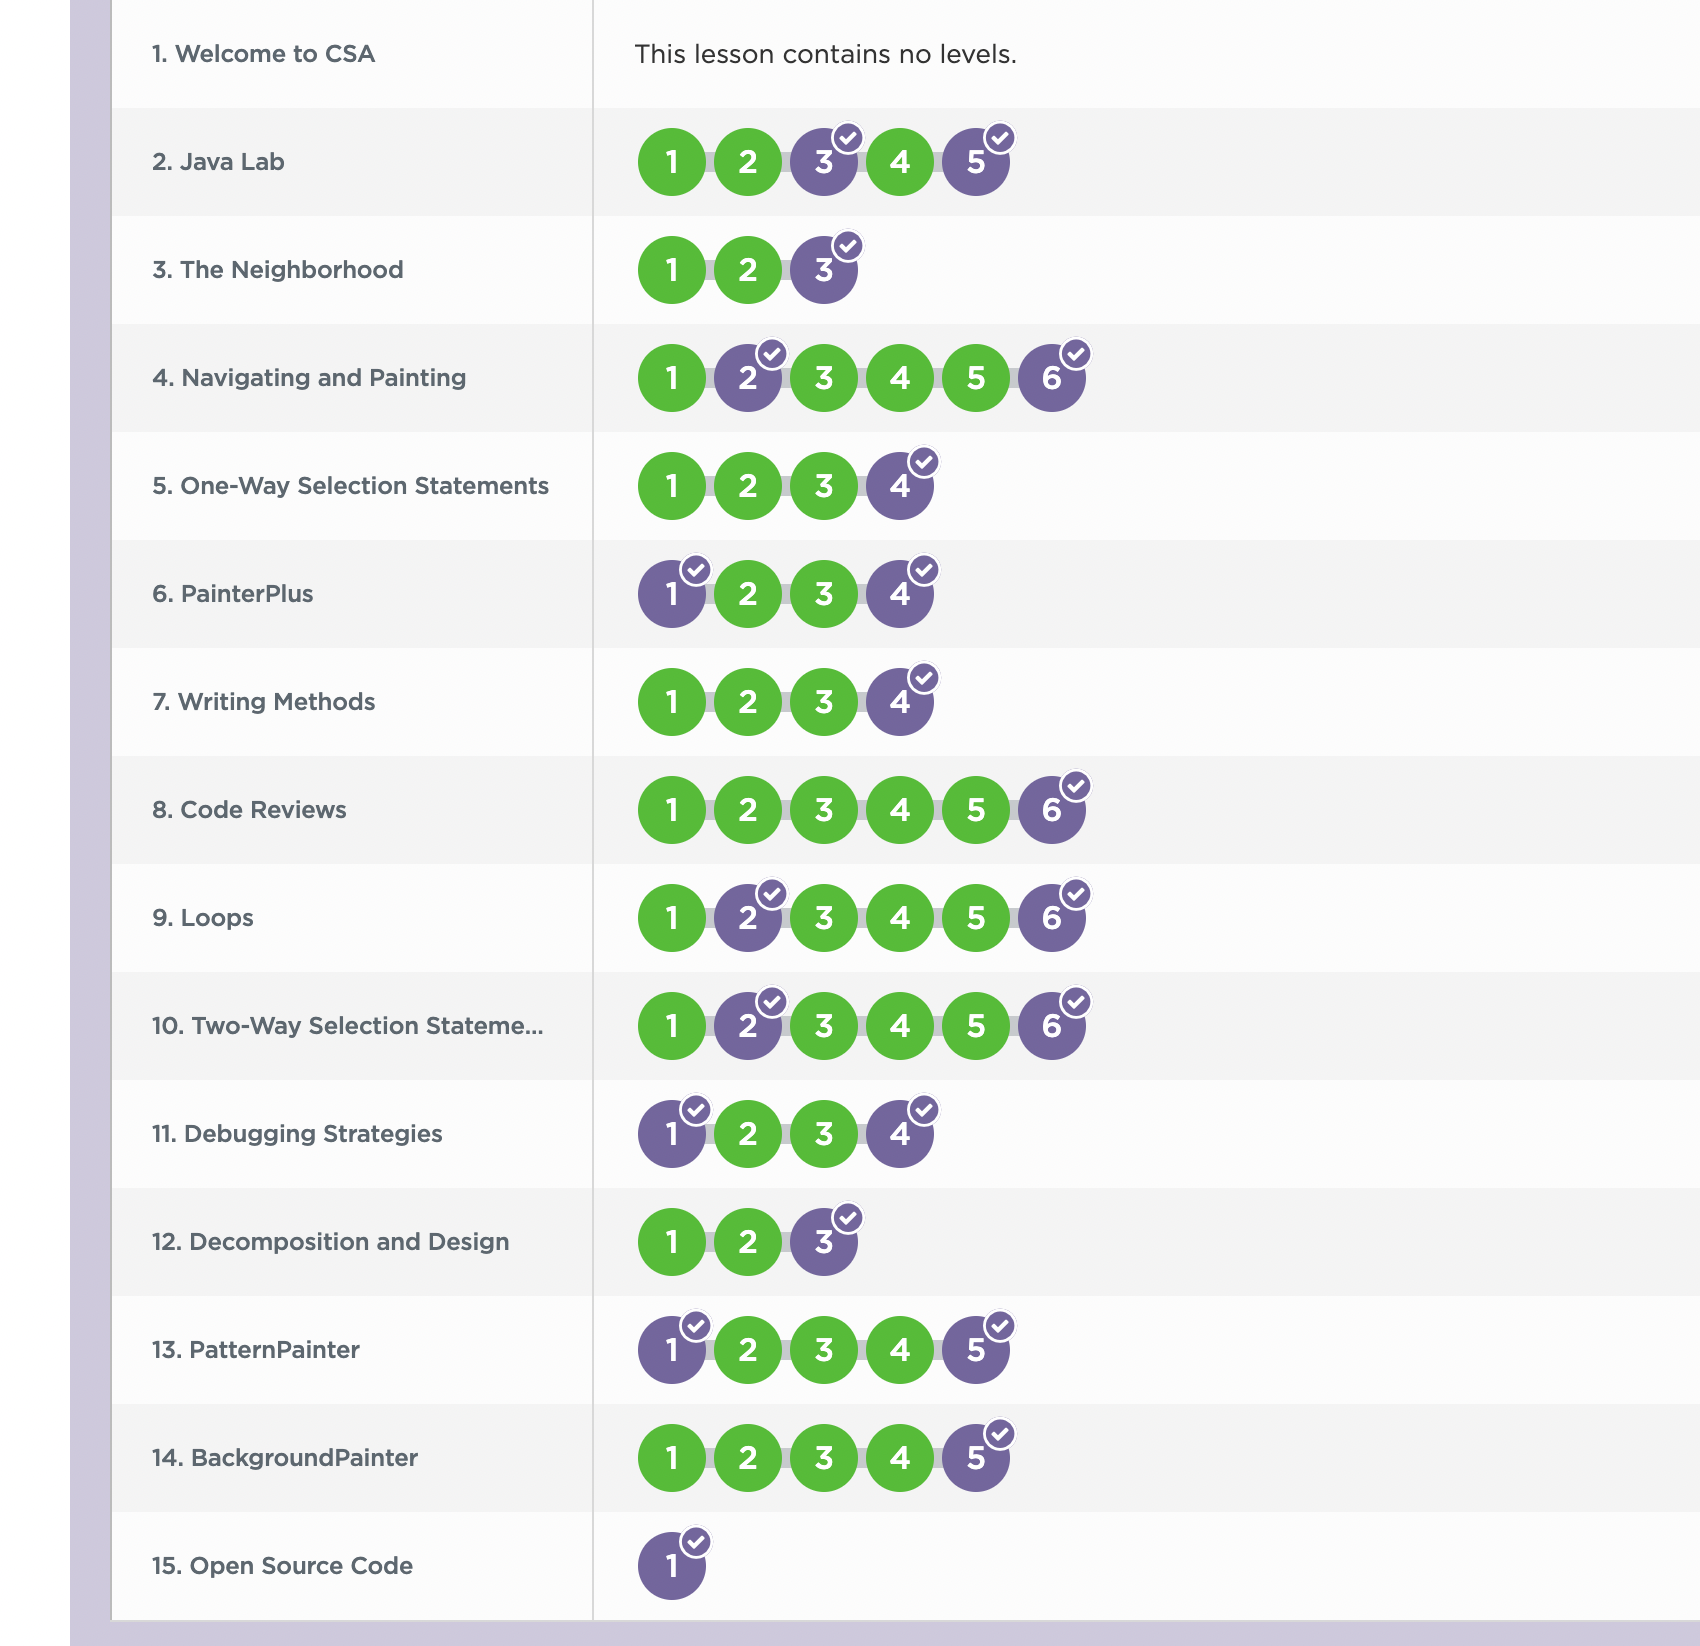 1. Welcome to CSA
This lesson contains no levels.
2. Java Lab
1 2 3 4 5
3. The Neighborhood
1 2 3
4. Navigating and Painting
1 2 3 4 5 6
5. One-Way Selection Statements
1 2 3 4
6. PainterPlus
1 2 3 4
7. Writing Methods
1 2 3 4
8. Code Reviews
1 2 3 4 5 6
9. Loops
1 2 3 4 5 6
10. Two-Way Selection Stateme...
1 2 3 4 5 6
11. Debugging Strategies
1 2 3 4
12. Decomposition and Design
1 2 3
13. PatternPainter
1 2 3 4 5
14. BackgroundPainter
1 2 3 4 5
15. Open Source Code
1